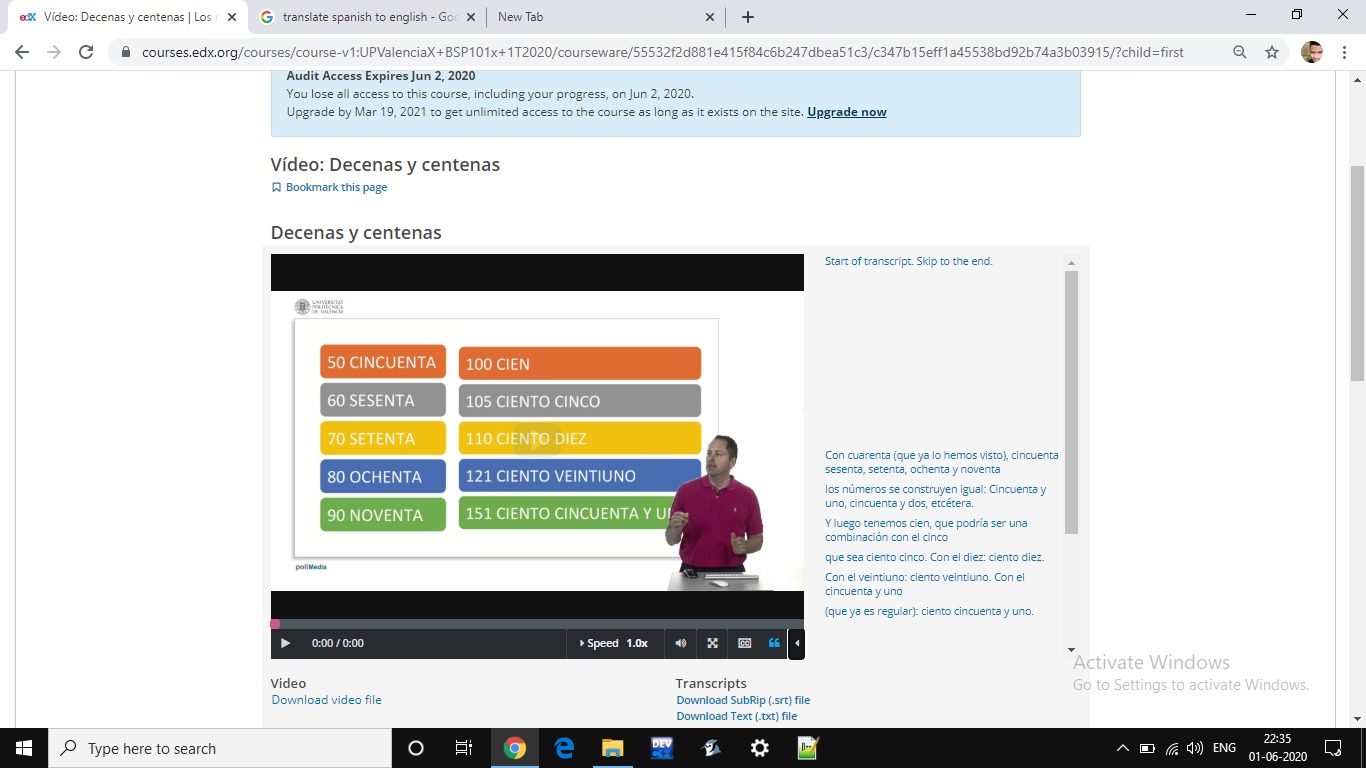 edX Vídeo: Decenas y centenas | Los
translate spanish to english - Goo
New Tab
courses.edx.org/courses/course-v1:UPValenciaX+BSP101x+1T2020/courseware/55532f2d881e415f84c6b247dbea51c3/c347b15eff1a45538bd92b74a3b03915/?child=first
Audit Access Expires Jun 2, 2020
You lose all access to this course, including your progress, on Jun 2, 2020.
Upgrade by Mar 19, 2021 to get unlimited access to the course as long as it exists on the site. Upgrade now
Vídeo: Decenas y centenas
Bookmark this page
Decenas y centenas
UNIVERSITAT
POLITÈCNICA
DE VALÈNCIA
50 CINCUENTA
100 CIEN
60 SESENTA
105 CIENTO CINCO
70 SETENTA
110 CIENTO DIEZ
80 OCHENTA
121 CIENTO VEINTIUNO
90 NOVENTA
151 CIENTO CINCUENTA Y U
poliMedia
Start of transcript. Skip to the end.
Con cuarenta (que ya lo hemos visto), cincuenta
sesenta, setenta, ochenta y noventa
los números se construyen igual: Cincuenta y
uno, cincuenta y dos, etcétera.
Y luego tenemos cien, que podría ser una
combinación con el cinco
que sea ciento cinco. Con el diez: ciento diez.
Con el veintiuno: ciento veintiuno. Con el
cincuenta y uno
(que ya es regular): ciento cincuenta y uno.
0:00 / 0:00
Speed 1.0x
CC
Video
Download video file
Transcripts
Download SubRip (.srt) file
Download Text (.txt) file
Activate Windows
Go to Settings to activate Windows.
Type here to search
DEV
ENG
22:35
01-06-2020